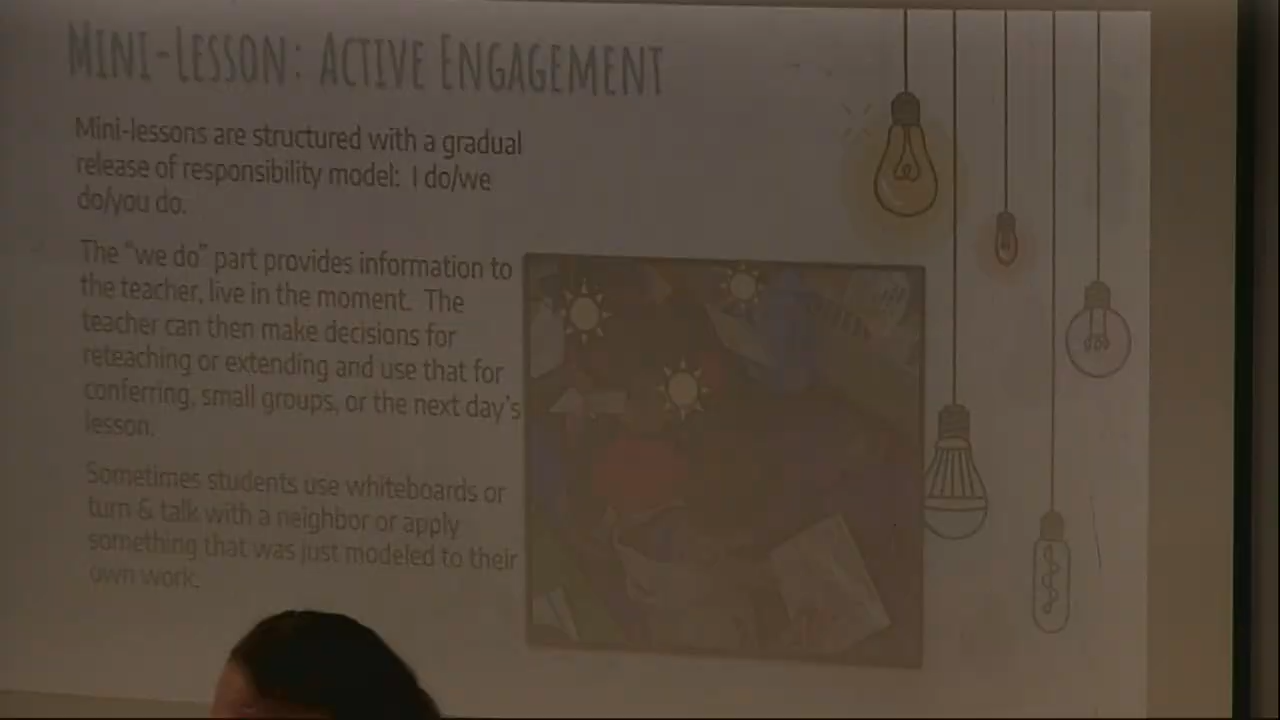 MINI-LESSON: ACTIVE ENGAGEMENT
Mini-lessons are structured with a gradual
release of responsibility model: I do/we
do/you do.
The "we do" part provides information to
the teacher, live in the moment. The
teacher can then make decisions for
reteaching or extending and use that for
conferring, small groups, or the next day's
lesson.
Sometimes students use whiteboards or
turn & talk with a neighbor or apply
something that was just modeled to their
own work.